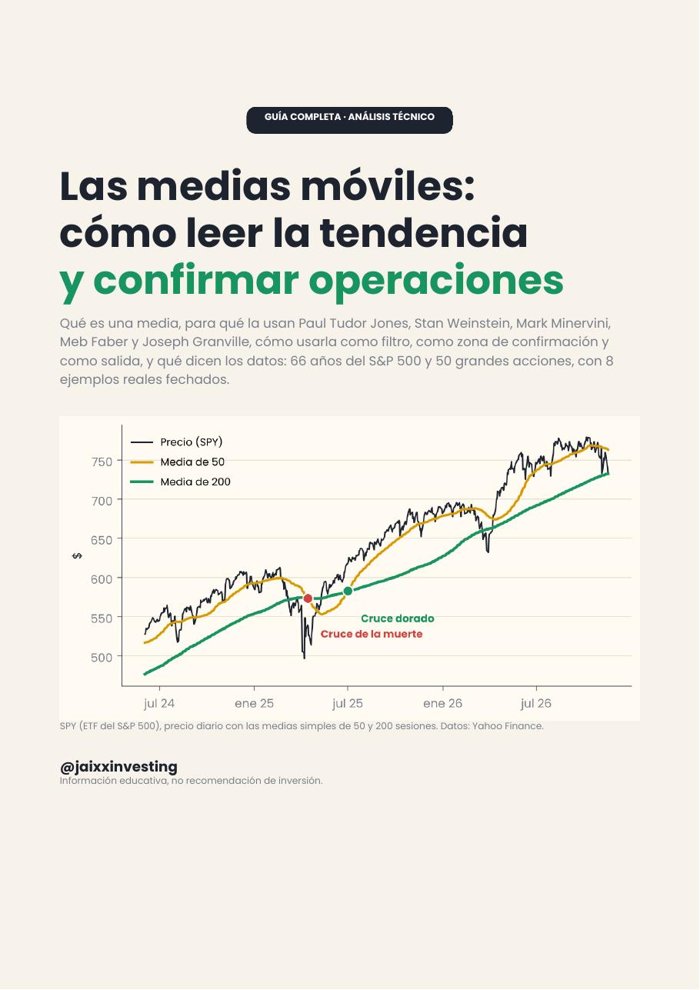 GUÍA COMPLETA · ANÁLISIS TÉCNICO
Las medias móviles:
cómo leer la tendencia
y confirmar operaciones
Qué es una media, para qué la usan Paul Tudor Jones, Stan Weinstein, Mark Minervini,
Meb Faber y Joseph Granville, cómo usarla como filtro, como zona de confirmación y
como salida, y qué dicen los datos: 66 años del S&P 500 y 50 grandes acciones, con 8
ejemplos reales fechados.
Precio (SPY)
Media de 50
Media de 200
$
750
700
650
600
550
500
Cruce dorado
Cruce de la muerte
jul 24
ene 25
jul 25
ene 26
jul 26
SPY (ETF del S&P 500), precio diario con las medias simples de 50 y 200 sesiones. Datos: Yahoo Finance.
@jaixxinvesting
Información educativa, no recomendación de inversión.